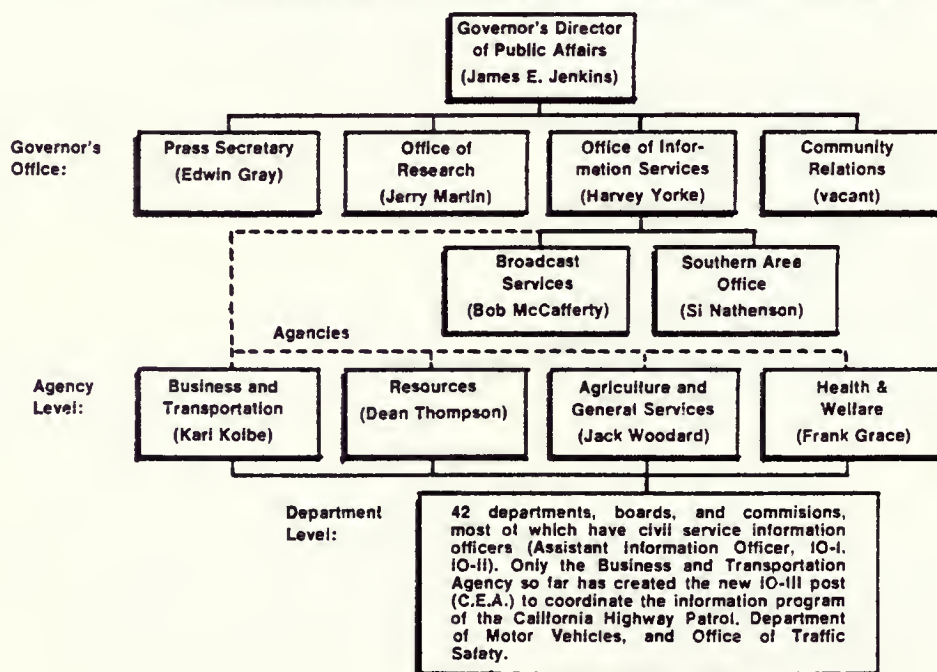 Governor's Director
of Public Affairs
(James E. Jenkins)
Governor's
Office:
Press Secretary
(Edwin Gray)
Office of
Research
(Jerry Martin)
Office of Infor-
mation Services
(Harvey Yorke)
Community
Relations
(vacant)
Broadcast
Services
(Bob McCafferty)
Southern Area
Office
(Si Nathenson)
Agencies
Agency
Level:
Business and
Transportation
(Karl Kolbe)
Resources
(Dean Thompson)
Agriculture and
General Services
(Jack Woodard)
Health &
Welfare
(Frank Grace)
Department
Level:
42 departments, boards, and commisions,
most of which have civil service information
officers (Assistant Information Officer, IO-I.
IO-II). Only the Business and Transportation
Agency so far has created the new IO-III post
(C.E.A.) to coordinate the information program
of the California Highway Patrol, Department
of Motor Vehicles, and Office of Traffic
Safety.